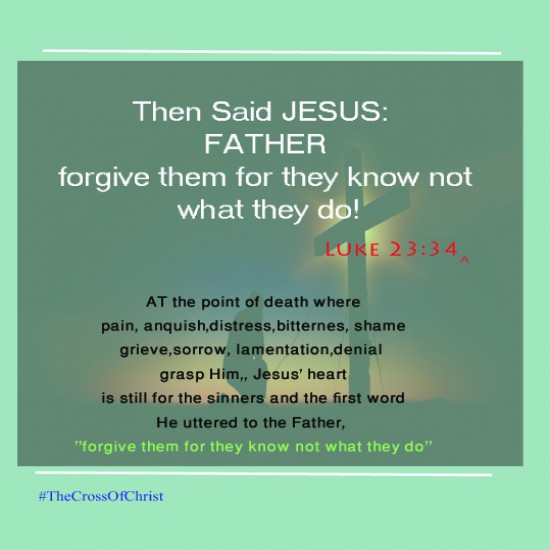 Then Said JESUS:
FATHER
forgive them for they know not
what they do!
LUKE 23:34
^
AT the point of death where
pain, anquish,distress,bitternes, shame
grieve,sorrow, lamentation,denial
grasp Him,, Jesus' heart
is still for the sinners and the first word
He uttered to the Father,
"forgive them for they know not what they do"
#TheCrossOfChrist